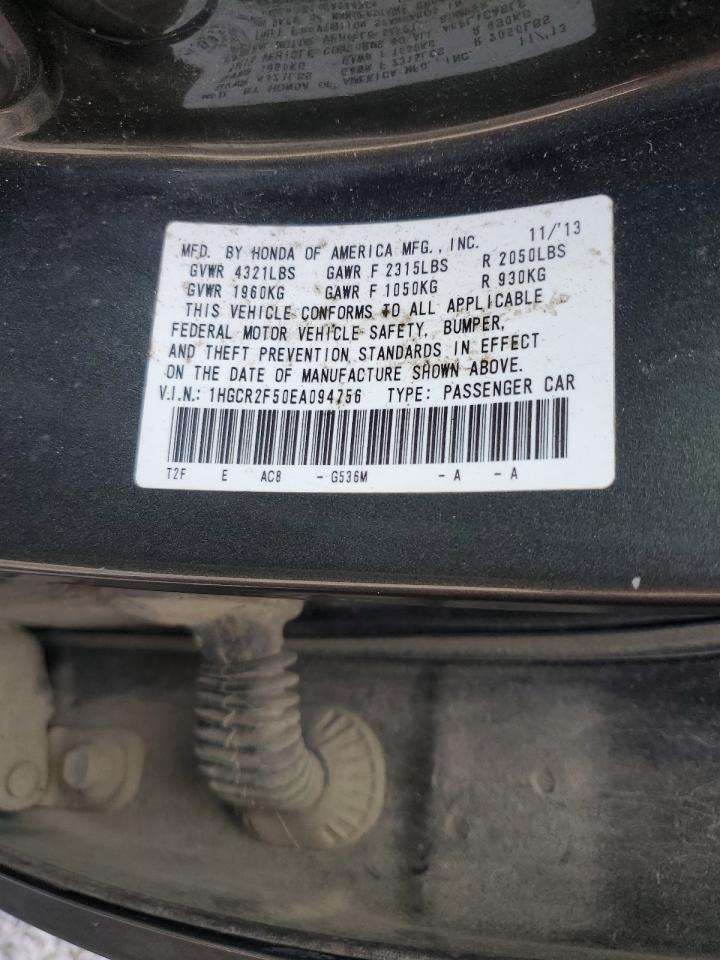 MFD. BY HONDA OF AMERICA MFG., INC. 11/'13
GVWR 4321LBS GAWR F 2315LBS R 2050LBS
GVWR 1960KG GAWR F 1050KG R 930KG
THIS VEHICLE CONFORMS TO ALL APPLICABLE
FEDERAL MOTOR VEHICLE SAFETY, BUMPER,
AND THEFT PREVENTION STANDARDS IN EFFECT
ON THE DATE OF MANUFACTURE SHOWN ABOVE.
V.I.N.: 1HGCR2F50EA094756 TYPE: PASSENGER CAR
T2F E AC8 - G536M - A - A